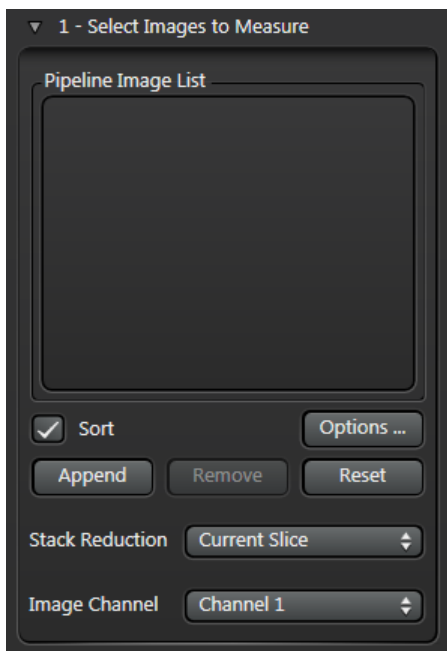 1 - Select Images to Measure
Pipeline Image List
Sort
Options ...
Append Remove Reset
Stack Reduction Current Slice
Image Channel Channel 1